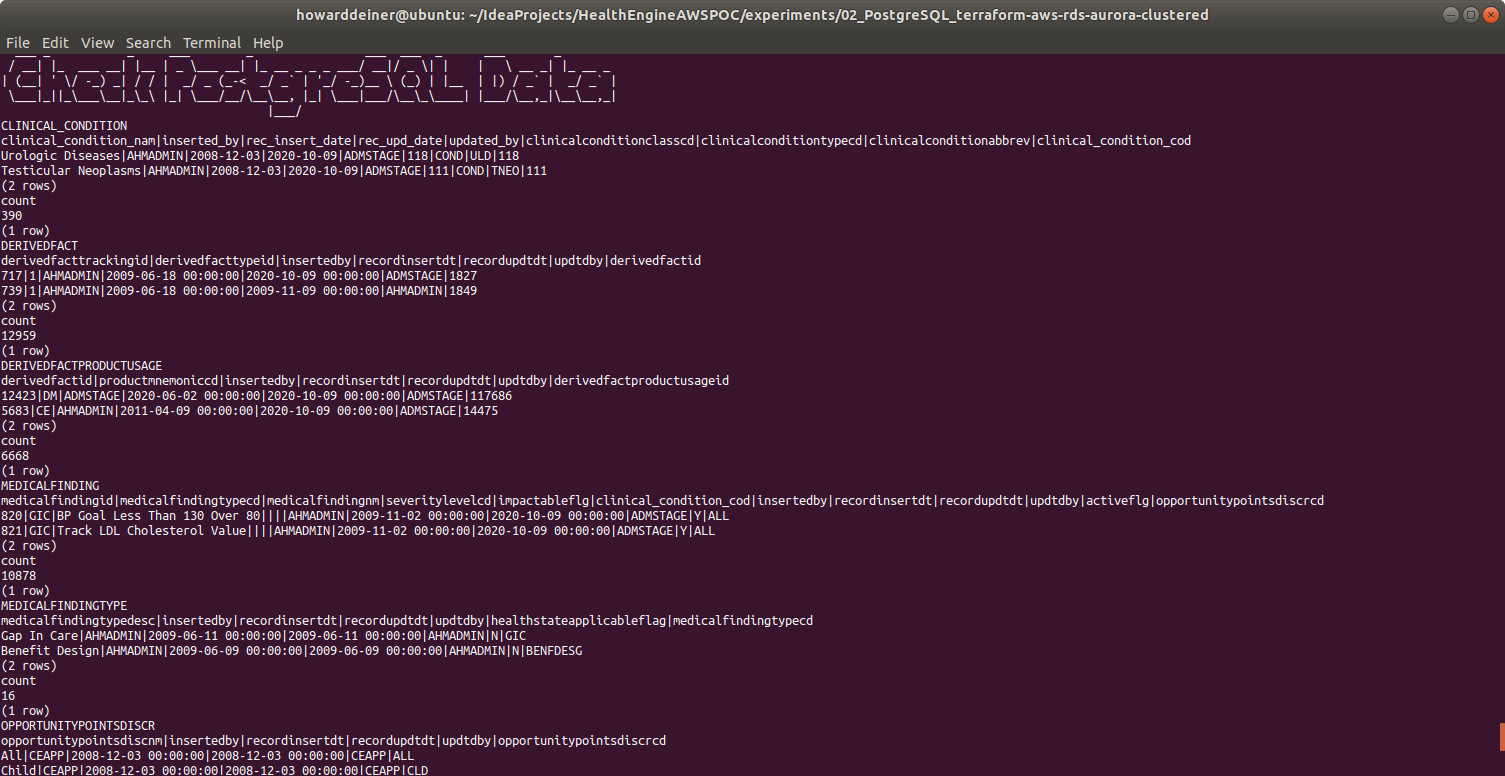 howarddeiner@ubuntu: ~/IdeaProjects/HealthEngineAWSPOC/experiments/02_PostgreSQL_terraform-aws-rds-aurora-clustered
File Edit View Search Terminal Help
Check PostgreSQL Data
CLINICAL_CONDITION
clinical_condition_nam|inserted_by|rec_insert_date|rec_upd_date|updated_by|clinicalconditionclasscd|clinicalconditiontypecd|clinicalconditionabbrev|clinical_condition_cod
Urologic Diseases|AHMADMIN|2008-12-03|2020-10-09|ADMSTAGE|118|COND|ULD|118
Testicular Neoplasms|AHMADMIN|2008-12-03|2020-10-09|ADMSTAGE|111|COND|TNEO|111
(2 rows)
count
390
(1 row)
DERIVEDFACT
derivedfacttrackingid|derivedfacttypeid|insertedby|recordinsertdt|recordupdtdt|updtdby|derivedfactid
717|1|AHMADMIN|2009-06-18 00:00:00|2020-10-09 00:00:00|ADMSTAGE|1827
739|1|AHMADMIN|2009-06-18 00:00:00|2009-11-09 00:00:00|AHMADMIN|1849
(2 rows)
count
12959
(1 row)
DERIVEDFACTPRODUCTUSAGE
derivedfactid|productmnemoniccd|insertedby|recordinsertdt|recordupdtdt|updtdby|derivedfactproductusageid
12423|DM|ADMSTAGE|2020-06-02 00:00:00|2020-10-09 00:00:00|ADMSTAGE|117686
5683|CE|AHMADMIN|2011-04-09 00:00:00|2020-10-09 00:00:00|ADMSTAGE|14475
(2 rows)
count
6668
(1 row)
MEDICALFINDING
medicalfindingid|medicalfindingtypecd|medicalfindingnm|severitylevelcd|impactableflg|clinical_condition_cod|insertedby|recordinsertdt|recordupdtdt|updtdby|activeflg|opportunitypointsdiscrcd
820|GIC|BP Goal Less Than 130 Over 80||||AHMADMIN|2009-11-02 00:00:00|2020-10-09 00:00:00|ADMSTAGE|Y|ALL
821|GIC|Track LDL Cholesterol Value||||AHMADMIN|2009-11-02 00:00:00|2020-10-09 00:00:00|ADMSTAGE|Y|ALL
(2 rows)
count
10878
(1 row)
MEDICALFINDINGTYPE
medicalfindingtypedesc|insertedby|recordinsertdt|recordupdtdt|updtdby|healthstateapplicableflag|medicalfindingtypecd
Gap In Care|AHMADMIN|2009-06-11 00:00:00|2009-06-11 00:00:00|AHMADMIN|N|GIC
Benefit Design|AHMADMIN|2009-06-09 00:00:00|2009-06-09 00:00:00|AHMADMIN|N|BENFDESG
(2 rows)
count
16
(1 row)
OPPORTUNITYPOINTSDISCR
opportunitypointsdiscnm|insertedby|recordinsertdt|recordupdtdt|updtdby|opportunitypointsdiscrcd
All|CEAPP|2008-12-03 00:00:00|2008-12-03 00:00:00|CEAPP|ALL
Child|CEAPP|2008-12-03 00:00:00|2008-12-03 00:00:00|CEAPP|CLD